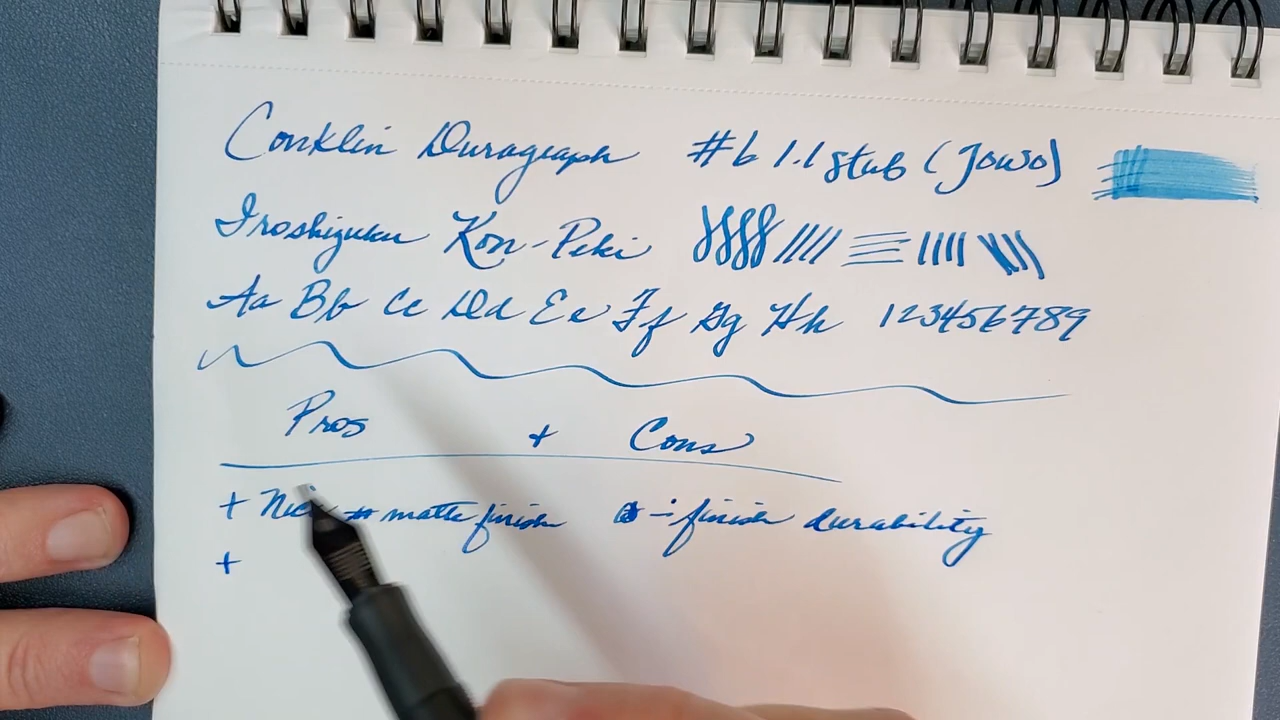 Conklin Duragraph #6 1.1 stub (Jowo)
Iroshizuku Kon-Peki
Aa Bb Cc Dd Ee Ff Gg Hh 123456789
Pros + Cons
+ matte finish - finish durability
+